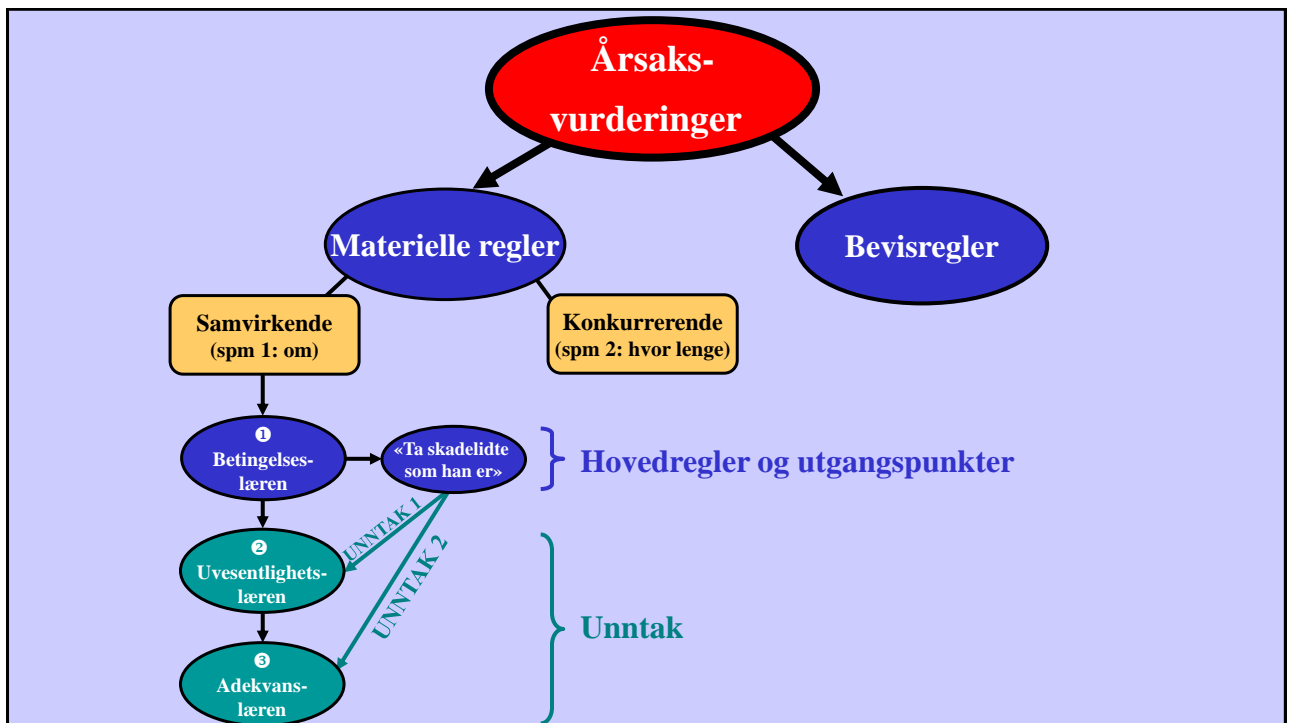 Årsaks-
vurderinger
Materielle regler
Bevisregler
Samvirkende
(spm 1: om)
Konkurrerende
(spm 2: hvor lenge)
❶
Betingelses-
læren
«Ta skadelidte
som han er»
Hovedregler og utgangspunkter
UNNTAK 1
UNNTAK 2
❷
Uvesentlighets-
læren
Unntak
❸
Adekvans-
læren